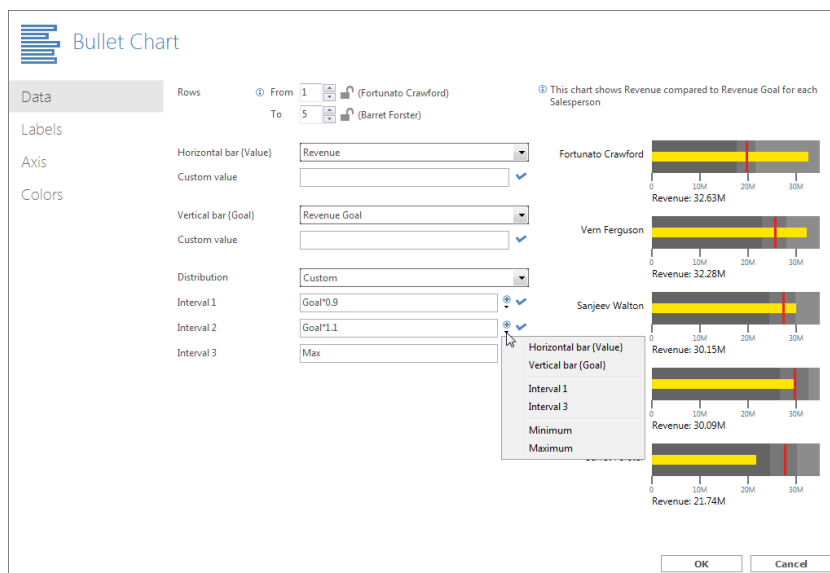 Bullet Chart
Data
Labels
Axis
Colors
Rows
From 1 (Fortunato Crawford)
To 5 (Barret Forster)
Horizontal bar {Value} Revenue
Custom value
Vertical bar {Goal} Revenue Goal
Custom value
Distribution Custom
Interval 1 Goal*0.9
Interval 2 Goal*1.1
Interval 3 Max
Horizontal bar {Value}
Vertical bar {Goal}
Interval 1
Interval 3
Minimum
Maximum
This chart shows Revenue compared to Revenue Goal for each
Salesperson
Fortunato Crawford
0 10M 20M 30M
Revenue: 32.63M
Vern Ferguson
0 10M 20M 30M
Revenue: 32.28M
Sanjeev Walton
0 10M 20M 30M
Revenue: 30.15M
0 10M 20M 30M
Revenue: 30.09M
0 10M 20M 30M
Revenue: 21.74M
OK Cancel